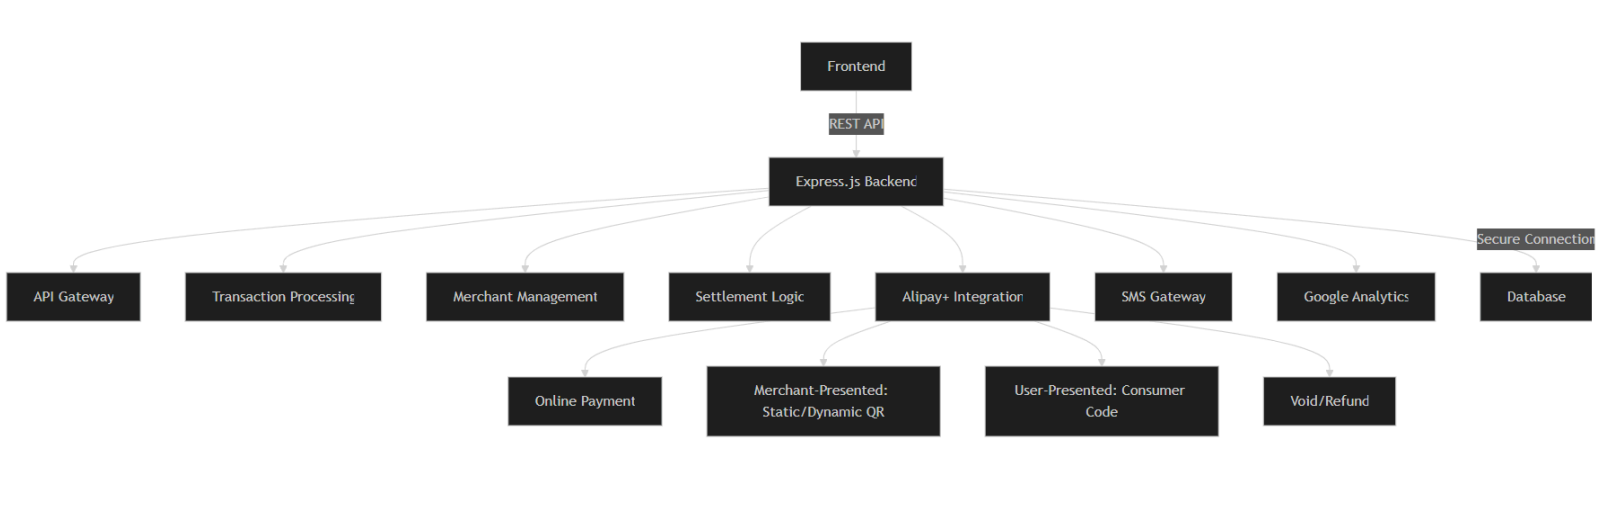 Frontend
REST API
Express.js Backend
Secure Connection
API Gateway
Transaction Processing
Merchant Management
Settlement Logic
Alipay+ Integration
SMS Gateway
Google Analytics
Database
Online Payment
Merchant-Presented:
Static/Dynamic QR
User-Presented: Consumer
Code
Void/Refund